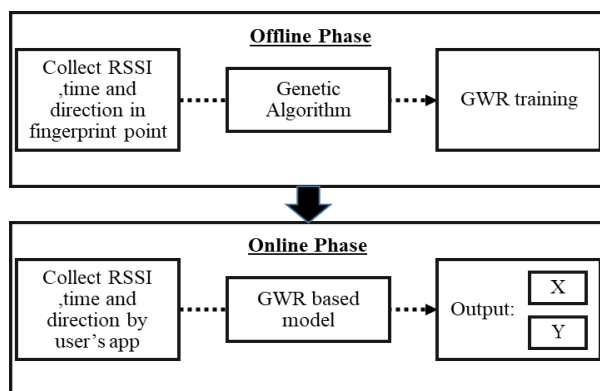 Offline Phase
Collect RSSI
,time and
direction in
fingerprint point
Genetic
Algorithm
GWR training
Online Phase
Collect RSSI
,time and
direction by
user's app
GWR based
model
Output:
X
Y